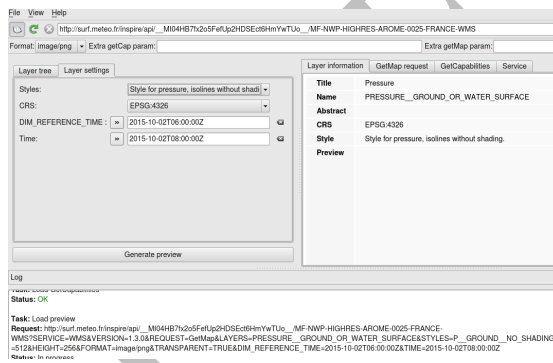 File View Help
http://surf.meteo.fr/inspire/api/__MI04HB7fx2o5FefUp2HDSEct6HmYwTUo__/MF-NWP-HIGHRES-AROME-0025-FRANCE-WMS
Format: image/png Extra getCap param: Extra getMap param:
Layer tree Layer settings
Styles: Style for pressure, isolines without shadi
CRS: EPSG:4326
DIM_REFERENCE_TIME : » 2015-10-02T06:00:00Z
Time: » 2015-10-02T08:00:00Z
Generate preview
Layer information GetMap request GetCapabilities Service
Title Pressure
Name PRESSURE__GROUND_OR_WATER_SURFACE
Abstract
CRS EPSG:4326
Style Style for pressure, isolines without shading.
Preview
Log
Task: Load GetCapabilities
Status: OK
Task: Load preview
Request: http://surf.meteo.fr/inspire/api/__MI04HB7fx2o5FefUp2HDSEct6HmYwTUo__/MF-NWP-HIGHRES-AROME-0025-FRANCE-
WMS?SERVICE=WMS&VERSION=1.3.0&REQUEST=GetMap&LAYERS=PRESSURE__GROUND_OR_WATER_SURFACE&STYLES=P__GROUND__NO_SHADING
=512&HEIGHT=256&FORMAT=image/png&TRANSPARENT=TRUE&DIM_REFERENCE_TIME=2015-10-02T06:00:00Z&TIME=2015-10-02T08:00:00Z
Status: In progress